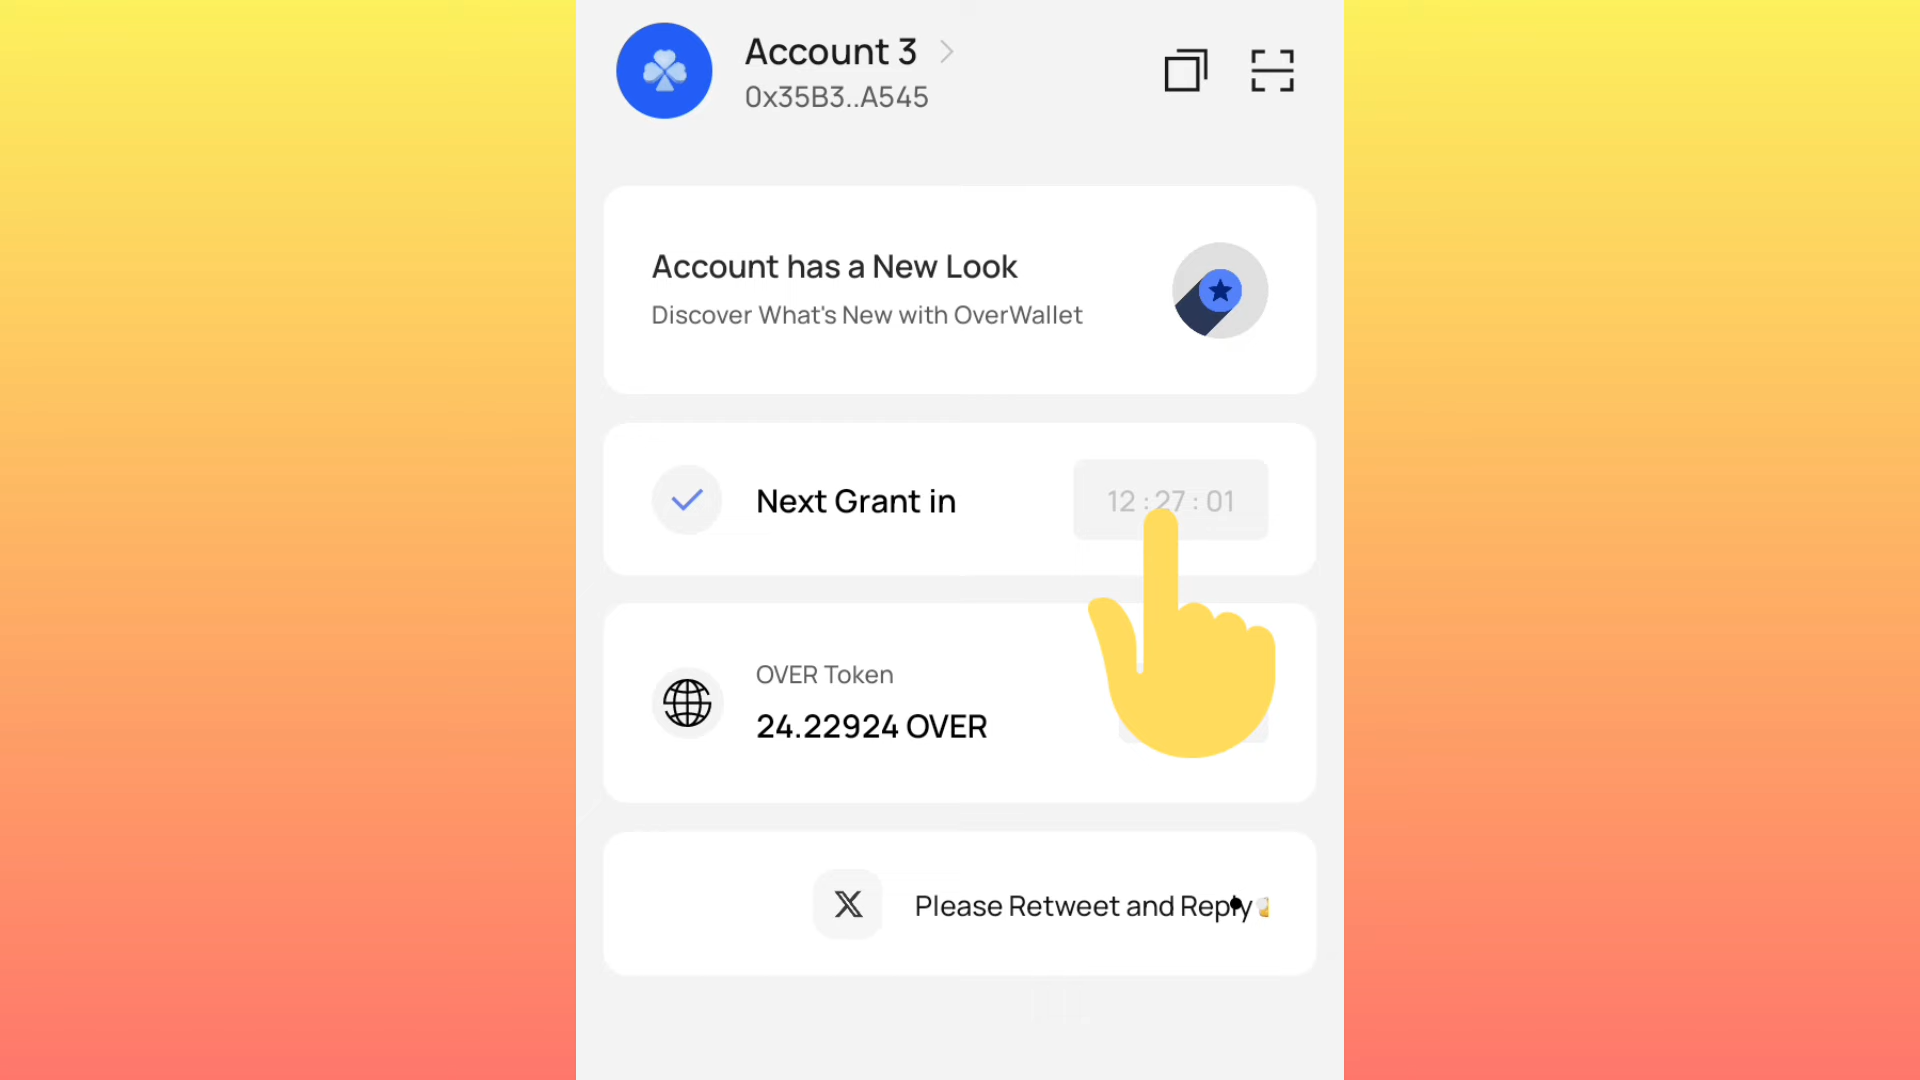 Account 3
0x35B3..A545
Account has a New Look
Discover What's New with OverWallet
Next Grant in
12 : 27 : 01
OVER Token
24.22924 OVER
Please Retweet and Reply